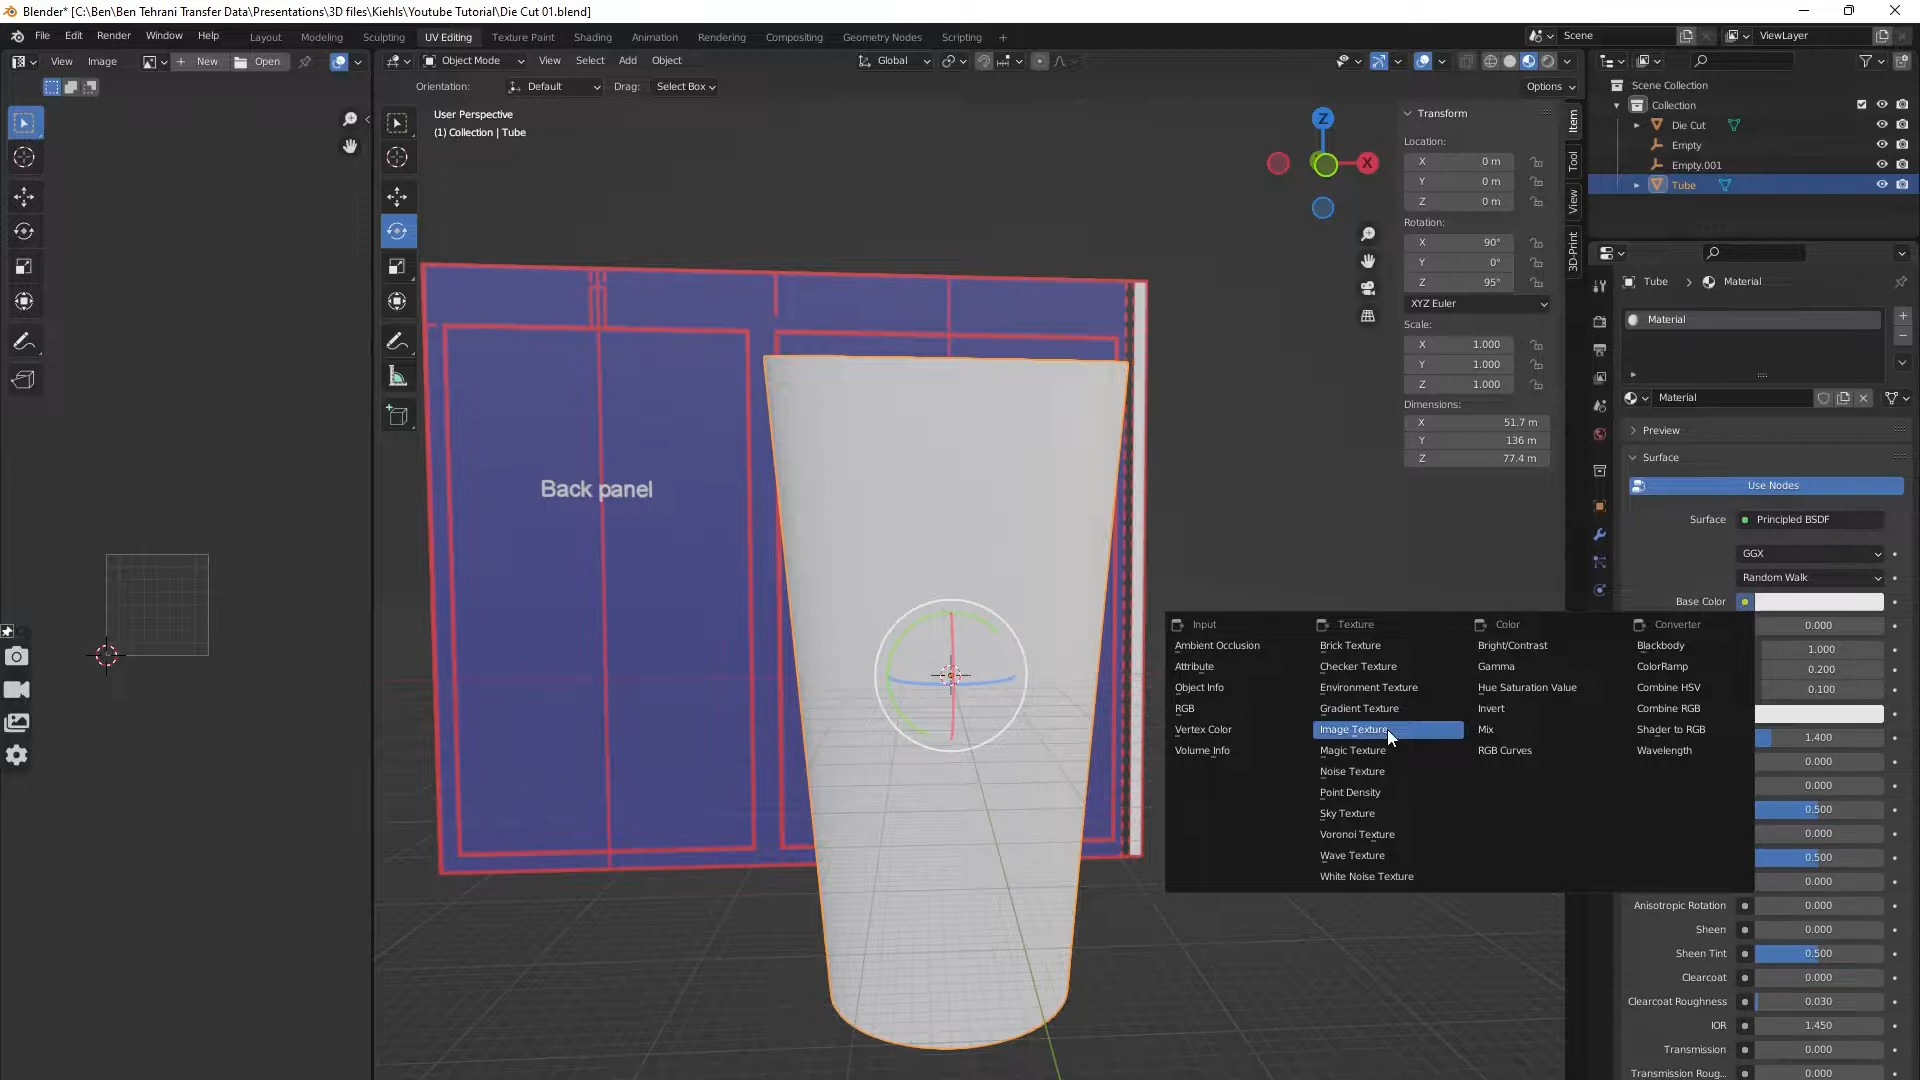 Blender* [C:\Ben\Ben Tehrani Transfer Data\Presentations\3D files\Kiehls\Youtube Tutorial\Die Cut 01.blend]
File Edit Render Window Help Layout Modeling Sculpting UV Editing Texture Paint Shading Animation Rendering Compositing Geometry Nodes Scripting + Scene ViewLayer
View Image New Open Object Mode View Select Add Object Global
Orientation: Default Drag: Select Box Options
User Perspective
(1) Collection | Tube
Z
X
Transform
Location:
X 0 m
Y 0 m
Z 0 m
Rotation:
X 90°
Y 0°
Z 95°
XYZ Euler
Scale:
X 1.000
Y 1.000
Z 1.000
Dimensions:
X 51.7 m
Y 136 m
Z 77.4 m
Item
Tool
View
3D-Print
Scene Collection
Collection
Die Cut
Empty
Empty.001
Tube
Tube Material
Material
Material
Preview
Surface
Use Nodes
Surface Principled BSDF
GGX
Random Walk
Base Color
0.000
1.000
0.200
0.100
1.400
0.000
0.000
0.500
0.000
0.500
0.000
Anisotropic Rotation 0.000
Sheen 0.000
Sheen Tint 0.500
Clearcoat 0.000
Clearcoat Roughness 0.030
IOR 1.450
Transmission 0.000
Transmission Roug... 0.000
Back panel
Input
Ambient Occlusion
Attribute
Object Info
RGB
Vertex Color
Volume Info
Texture
Brick Texture
Checker Texture
Environment Texture
Gradient Texture
Image Texture
Magic Texture
Noise Texture
Point Density
Sky Texture
Voronoi Texture
Wave Texture
White Noise Texture
Color
Bright/Contrast
Gamma
Hue Saturation Value
Invert
Mix
RGB Curves
Converter
Blackbody
ColorRamp
Combine HSV
Combine RGB
Shader to RGB
Wavelength